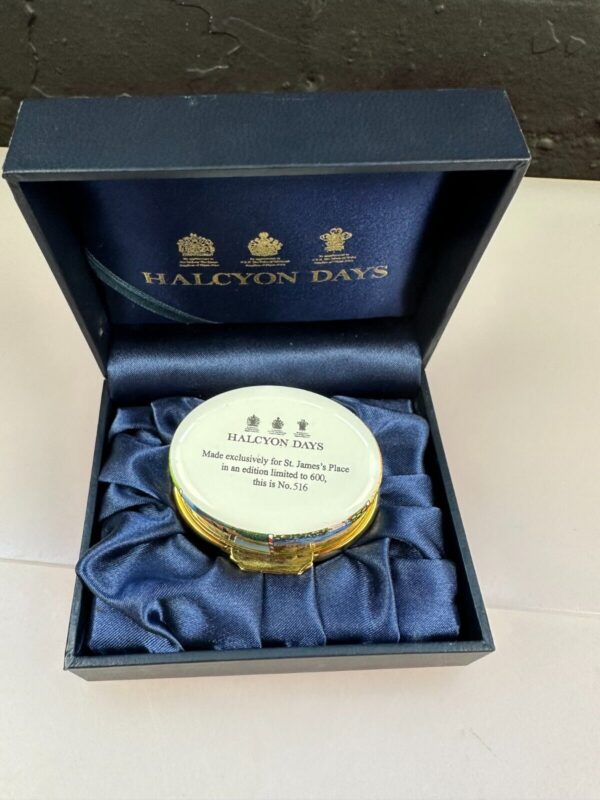 HALCYON DAYS
HALCYON DAYS
Made exclusively for St. James's Place
in an edition limited to 600,
this is No. 516